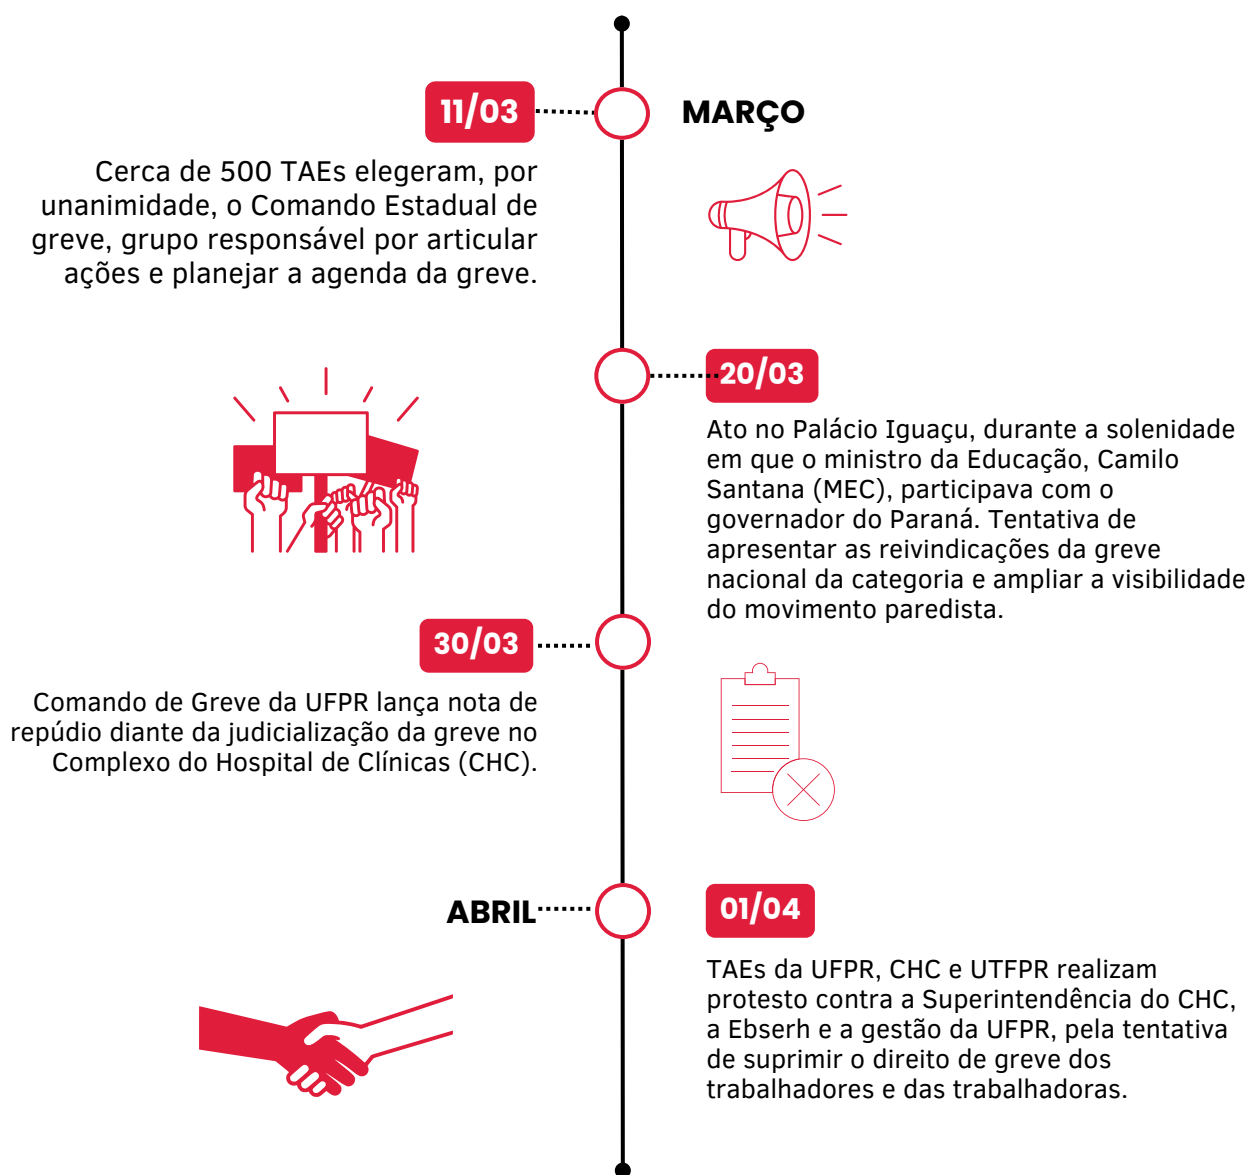 11/03
MARÇO
Cerca de 500 TAEs elegeram, por
unanimidade, o Comando Estadual de
greve, grupo responsável por articular
ações e planejar a agenda da greve.
20/03
Ato no Palácio Iguaçu, durante a solenidade
em que o ministro da Educação, Camilo
Santana (MEC), participava com o
governador do Paraná. Tentativa de
apresentar as reivindicações da greve
nacional da categoria e ampliar a visibilidade
do movimento paredista.
30/03
Comando de Greve da UFPR lança nota de
repúdio diante da judicialização da greve no
Complexo do Hospital de Clínicas (CHC).
ABRIL
01/04
TAEs da UFPR, CHC e UTFPR realizam
protesto contra a Superintendência do CHC,
a Ebserh e a gestão da UFPR, pela tentativa
de suprimir o direito de greve dos
trabalhadores e das trabalhadoras.